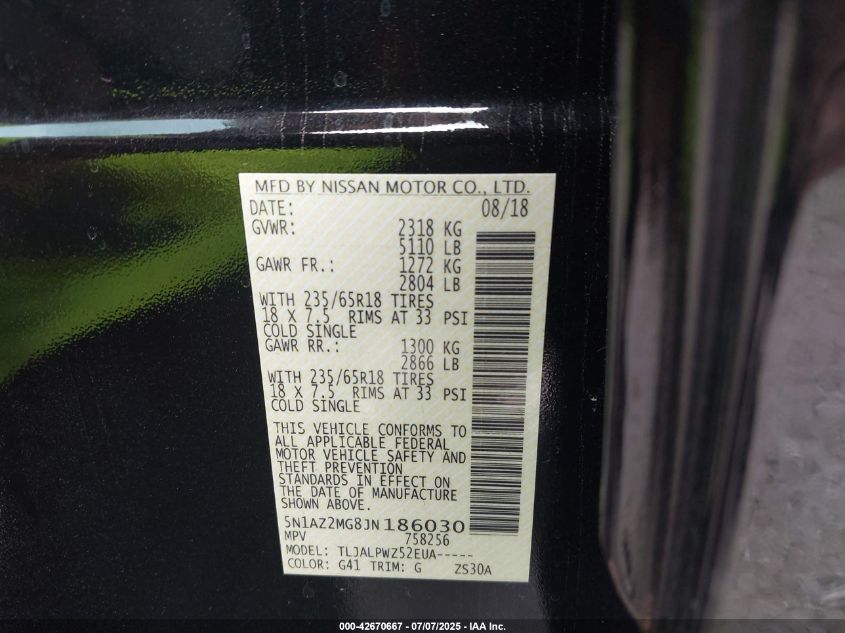 MFD BY NISSAN MOTOR CO., LTD.
DATE: 08/18
GVWR: 2318 KG
5110 LB
GAWR FR.: 1272 KG
2804 LB
WITH 235/65R18 TIRES
18 X 7.5 RIMS AT 33 PSI
COLD SINGLE
GAWR RR.: 1300 KG
2866 LB
WITH 235/65R18 TIRES
18 X 7.5 RIMS AT 33 PSI
COLD SINGLE
THIS VEHICLE CONFORMS TO
ALL APPLICABLE FEDERAL
MOTOR VEHICLE SAFETY AND
THEFT PREVENTION
STANDARDS IN EFFECT ON
THE DATE OF MANUFACTURE
SHOWN ABOVE.
5N1AZ2MG8JN186030
MPV 758256
MODEL: TLJALPWZ52EUA-----
COLOR: G41 TRIM: G ZS30A
000-42670667 - 07/07/2025 - IAA Inc.